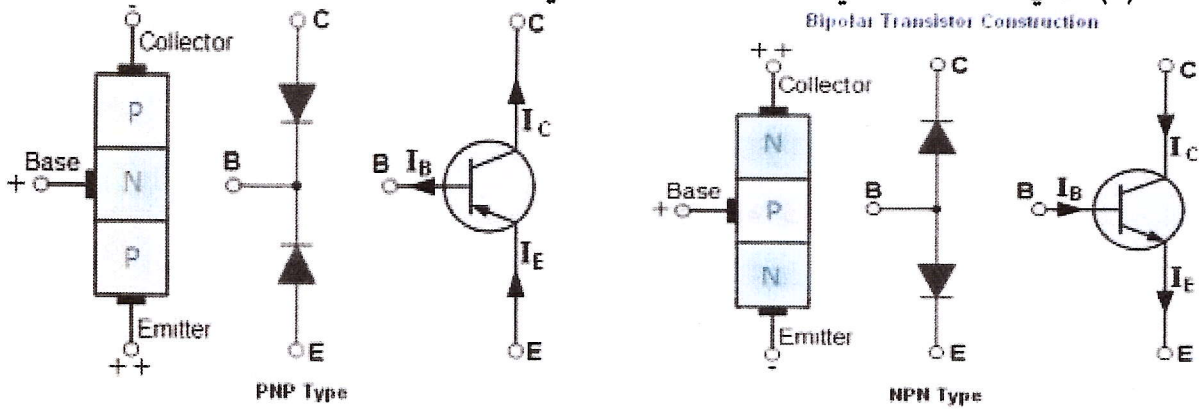 Bipolar Transistor Construction
-
C
C
Collector
P
I C
Base
+
N
B
B
I B
P
I E
Emitter
+ +
E
E
PNP Type
+ +
C
C
Collector
N
I C
Base
+
P
B
B
I B
N
I E
Emitter
-
E
E
NPN Type